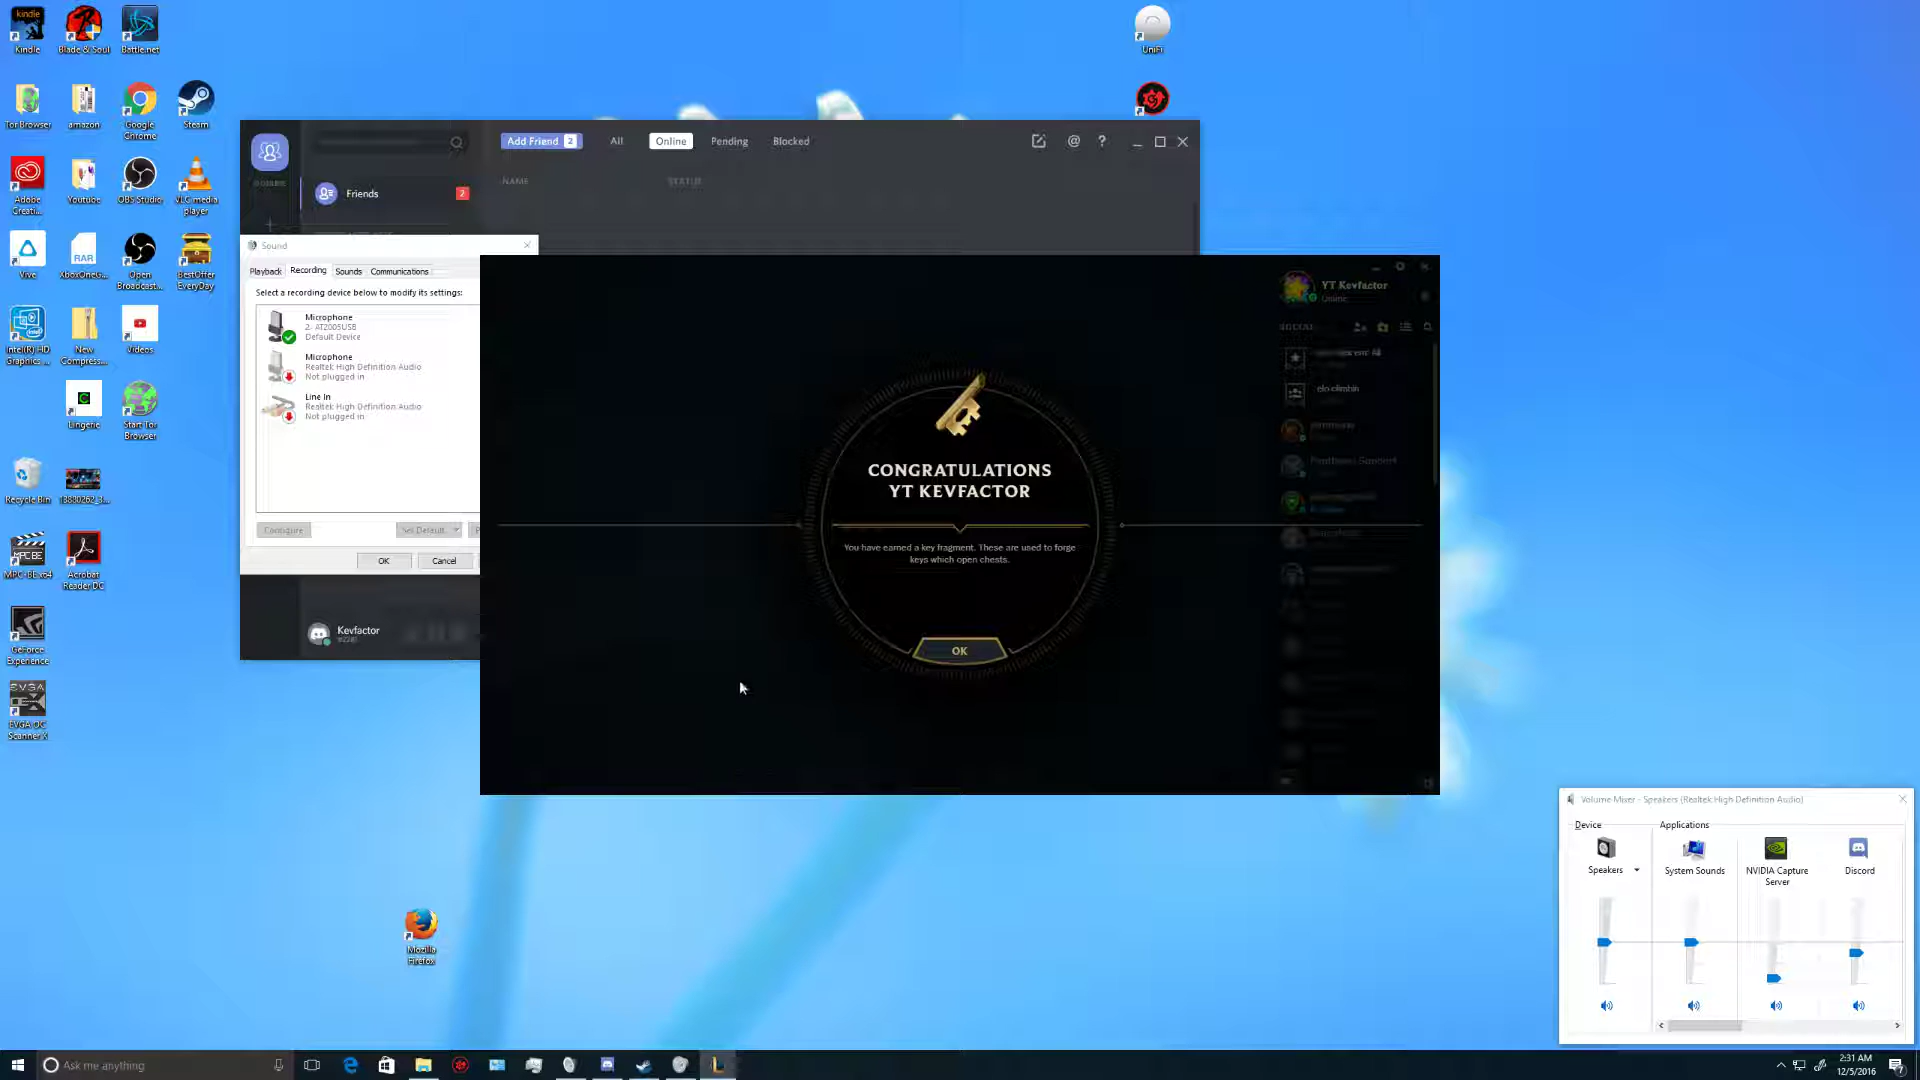 kindle
Kindle
Blade & Soul
Battle.net
UniFi
Tor Browser
amazon
Google
Chrome
Steam
Adobe
Creati...
Youtube
OBS Studio
VLC media
player
Vive
RAR
XboxOneG...
Open
Broadcast...
BestOffer
EveryDay
Intel(R) HD
Graphics ...
New
Compress...
Videos
Lingerie
Start Tor
Browser
Recycle Bin
13880262_3...
MPC-BE x64
Acrobat
Reader DC
GeForce
Experience
EVGA OC
Scanner X
Mozilla
Firefox
Add Friend 2
All
Online
Pending
Blocked
NAME
STATUS
Friends
2
Kevfactor
Sound
Playback
Recording
Sounds
Communications
Select a recording device below to modify its settings:
Microphone
2- AT2005USB
Default Device
Microphone
Realtek High Definition Audio
Not plugged in
Line In
Realtek High Definition Audio
Not plugged in
Configure
Set Default
OK
Cancel
YT Kevfactor
Online
SOCIAL
CONGRATULATIONS
YT KEVFACTOR
You have earned a key fragment. These are used to forge
keys which open chests.
OK
Volume Mixer - Speakers (Realtek High Definition Audio)
Device
Applications
Speakers
System Sounds
NVIDIA Capture
Server
Discord
Ask me anything
2:31 AM
12/5/2016